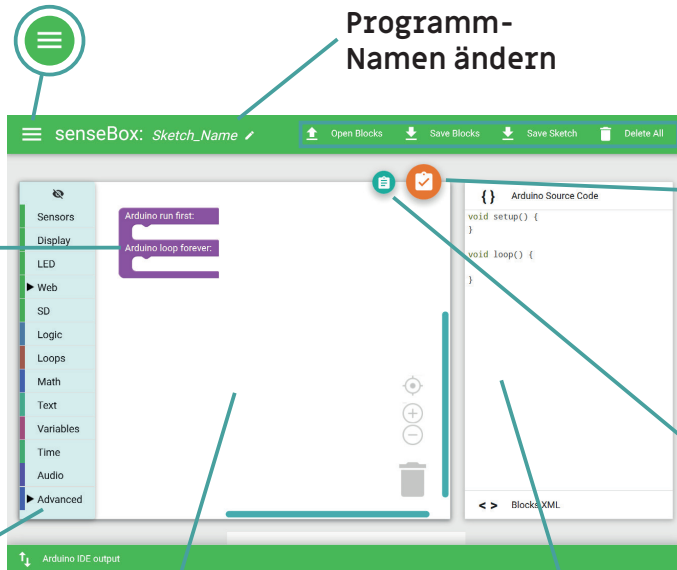 Programm-
Namen ändern
senseBox: Sketch_Name
Open Blocks
Save Blocks
Save Sketch
Delete All
Sensors
Display
LED
Web
SD
Logic
Loops
Math
Text
Variables
Time
Audio
Advanced
Arduino run first:
Arduino loop forever:
{} Arduino Source Code
void setup() {
}
void loop() {
}
< > Blocks XML
Arduino IDE output